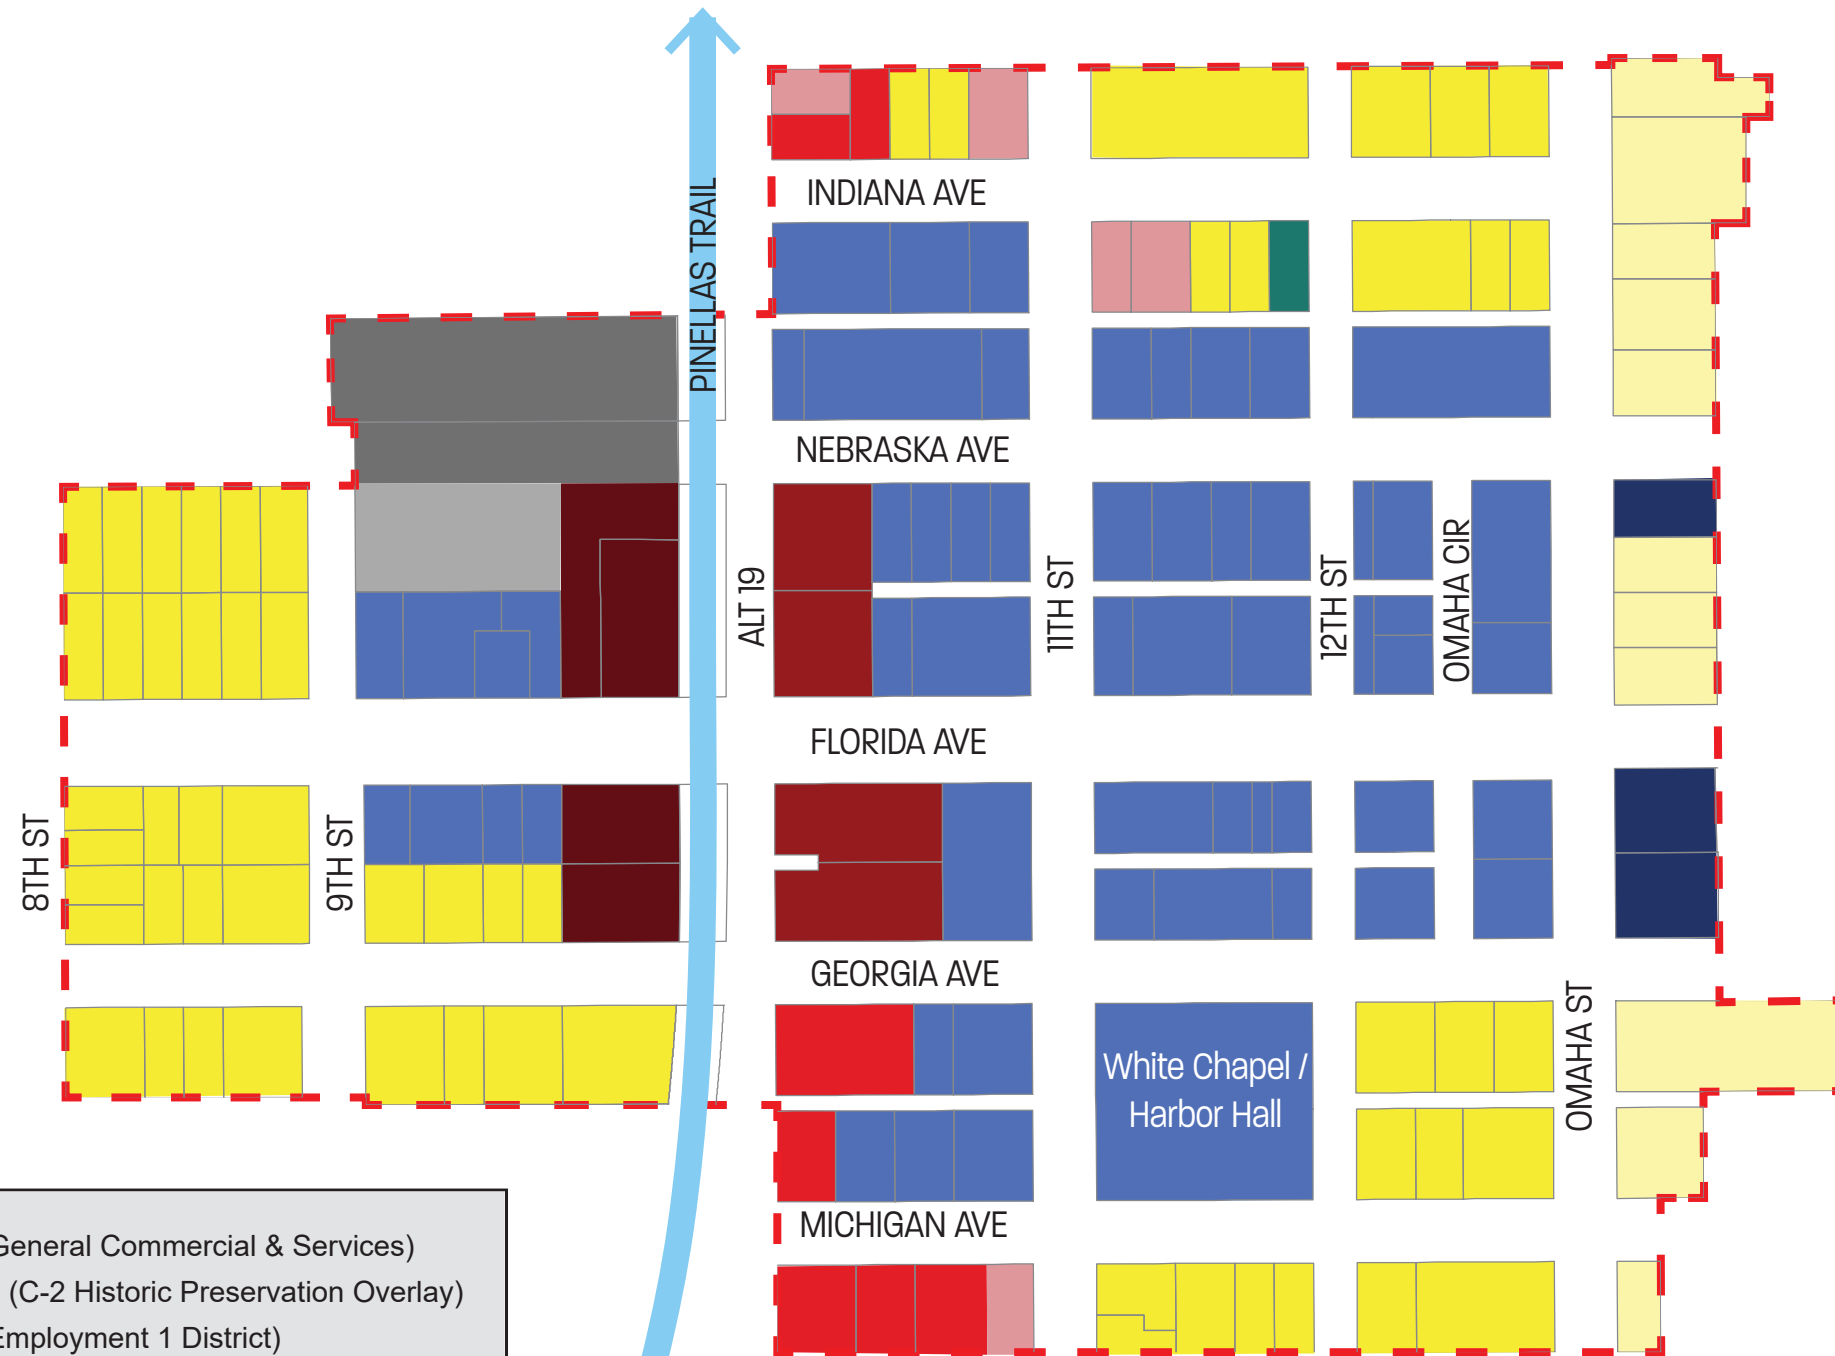 PINELLAS TRAIL
INDIANA AVE
NEBRASKA AVE
ALT 19
11TH ST
12TH ST
OMAHA CIR
FLORIDA AVE
8TH ST
9TH ST
GEORGIA AVE
White Chapel /
Harbor Hall
OMAHA ST
MICHIGAN AVE
General Commercial & Services)
(C-2 Historic Preservation Overlay)
Employment 1 District)